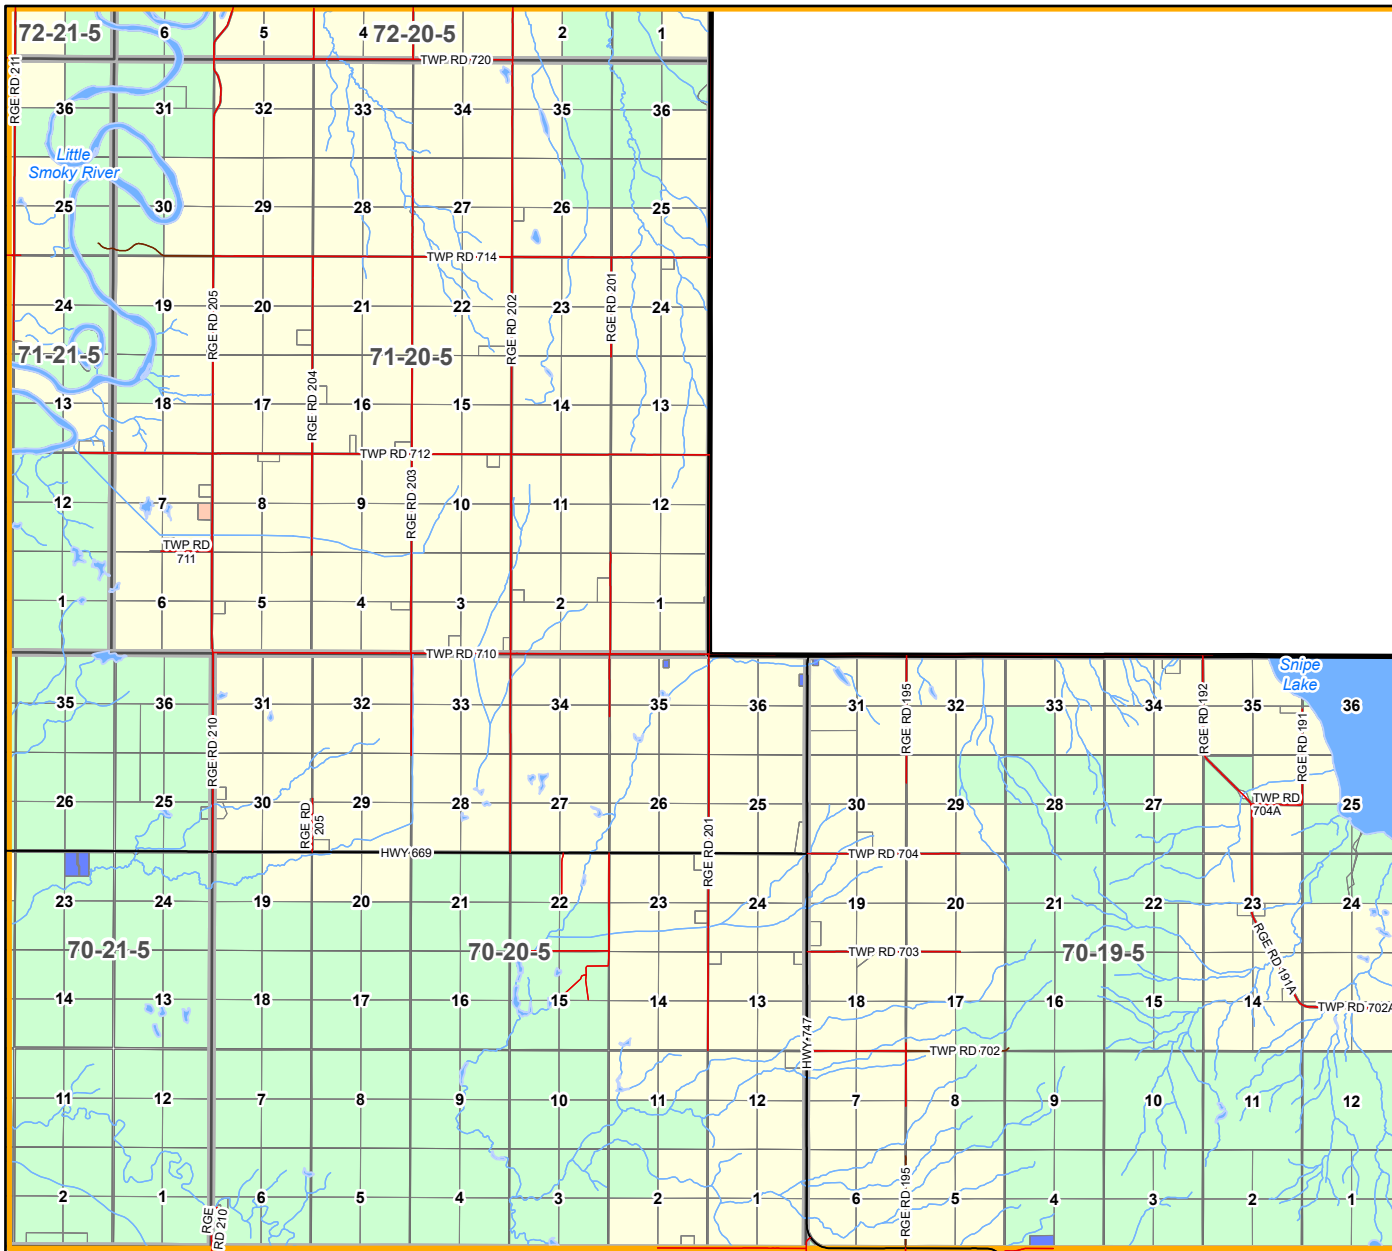 72-21-5 6 5 4 72-20-5 2 1
TWP RD 720
RGE RD 211
36 31 32 33 34 35 36
Little
Smoky River
25 30 29 28 27 26 25
TWP RD 714
24 19 20 21 22 23 24
RGE RD 205 RGE RD 202 RGE RD 201
71-21-5 71-20-5
RGE RD 204
13 18 17 16 15 14 13
TWP RD 712
12 7 8 9 10 11 12
RGE RD 203
TWP RD
711
1 6 5 4 3 2 1
TWP RD 710
Snipe
Lake
35 36 31 32 33 34 35 36 31 32 33 34 35 36
RGE RD 210 RGE RD 195 RGE RD 192 RGE RD 191
26 25 30 29 28 27 26 25 30 29 28 27 25
TWP RD
704A
RGE RD
205
HWY 669 RGE RD 201 TWP RD 704
23 24 19 20 21 22 23 24 19 20 21 22 23 24
70-21-5 70-20-5 TWP RD 703 70-19-5
RGE RD 191A
14 13 18 17 16 15 14 13 18 17 16 15 14
TWP RD 702A
HWY 747
TWP RD 702
11 12 7 8 9 10 11 12 7 8 9 10 11 12
2 1 6 5 4 3 2 1 6 5 4 3 2 1
RGE RD 195
RGE
RD 210